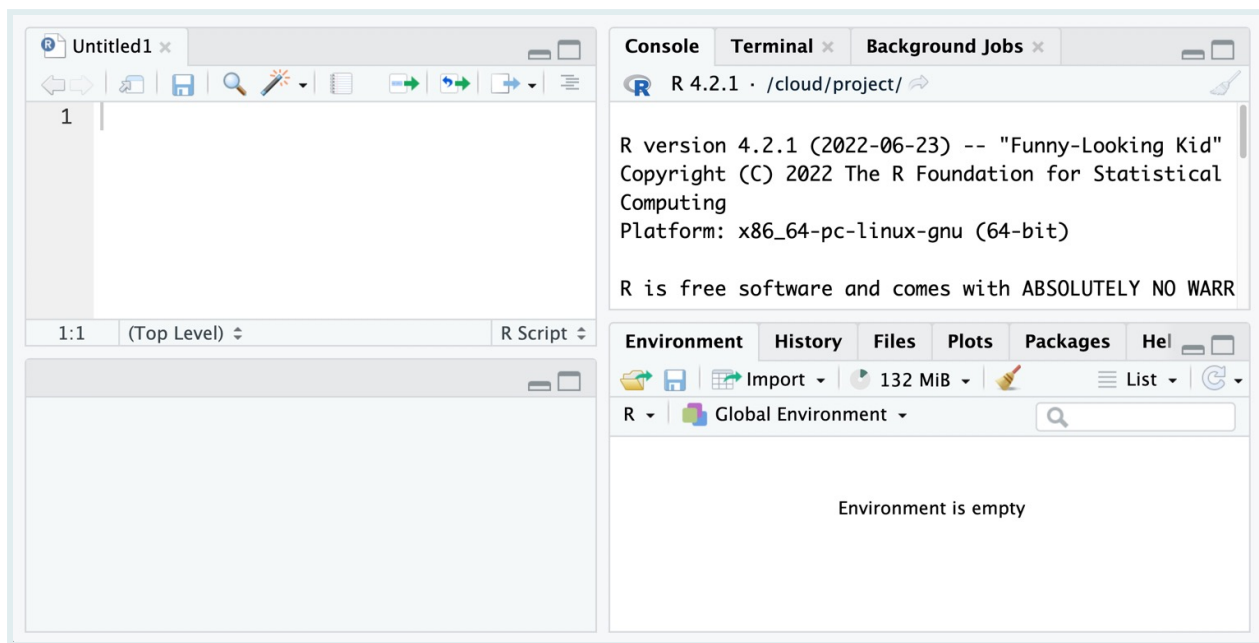 Untitled1
1
1:1 (Top Level) R Script
Console Terminal Background Jobs
R 4.2.1 · /cloud/project/
R version 4.2.1 (2022-06-23) -- "Funny-Looking Kid"
Copyright (C) 2022 The R Foundation for Statistical
Computing
Platform: x86_64-pc-linux-gnu (64-bit)
R is free software and comes with ABSOLUTELY NO WARR
Environment History Files Plots Packages Hel
Import 132 MiB List
R Global Environment
Environment is empty